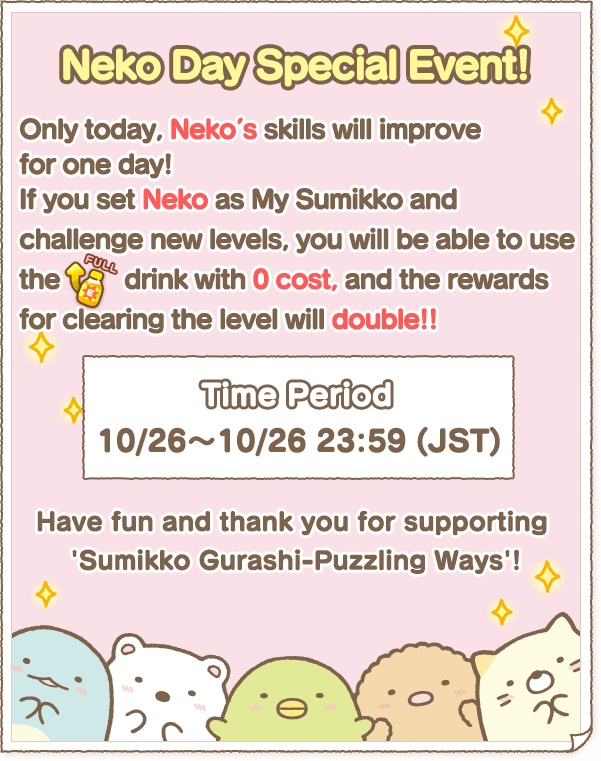 Neko Day Special Event!
Only today, Neko's skills will improve
for one day!
If you set Neko as My Sumikko and
challenge new levels, you will be able to use
the FULL drink with 0 cost, and the rewards
for clearing the level will double!!
Time Period
10/26～10/26 23:59 (JST)
Have fun and thank you for supporting
'Sumikko Gurashi-Puzzling Ways'!